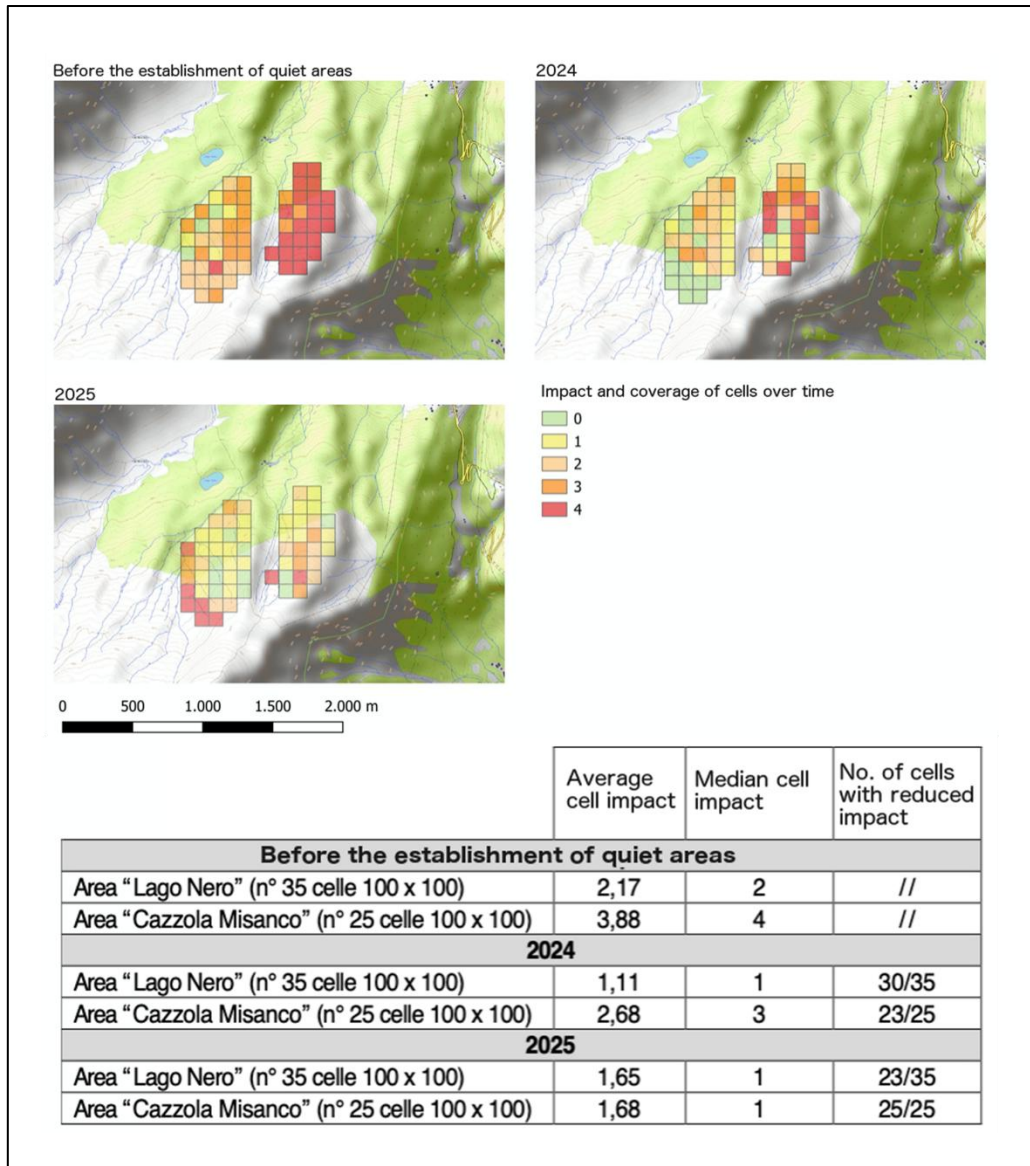 Before the establishment of quiet areas
2024
2025
Impact and coverage of cells over time
0
1
2
3
4
0 500 1.000 1.500 2.000 m
Average cell impact Median cell impact No. of cells with reduced impact
Before the establishment of quiet areas
Area “Lago Nero” (n° 35 celle 100 x 100) 2,17 2 //
Area “Cazzola Misanco” (n° 25 celle 100 x 100) 3,88 4 //
2024
Area “Lago Nero” (n° 35 celle 100 x 100) 1,11 1 30/35
Area “Cazzola Misanco” (n° 25 celle 100 x 100) 2,68 3 23/25
2025
Area “Lago Nero” (n° 35 celle 100 x 100) 1,65 1 23/35
Area “Cazzola Misanco” (n° 25 celle 100 x 100) 1,68 1 25/25